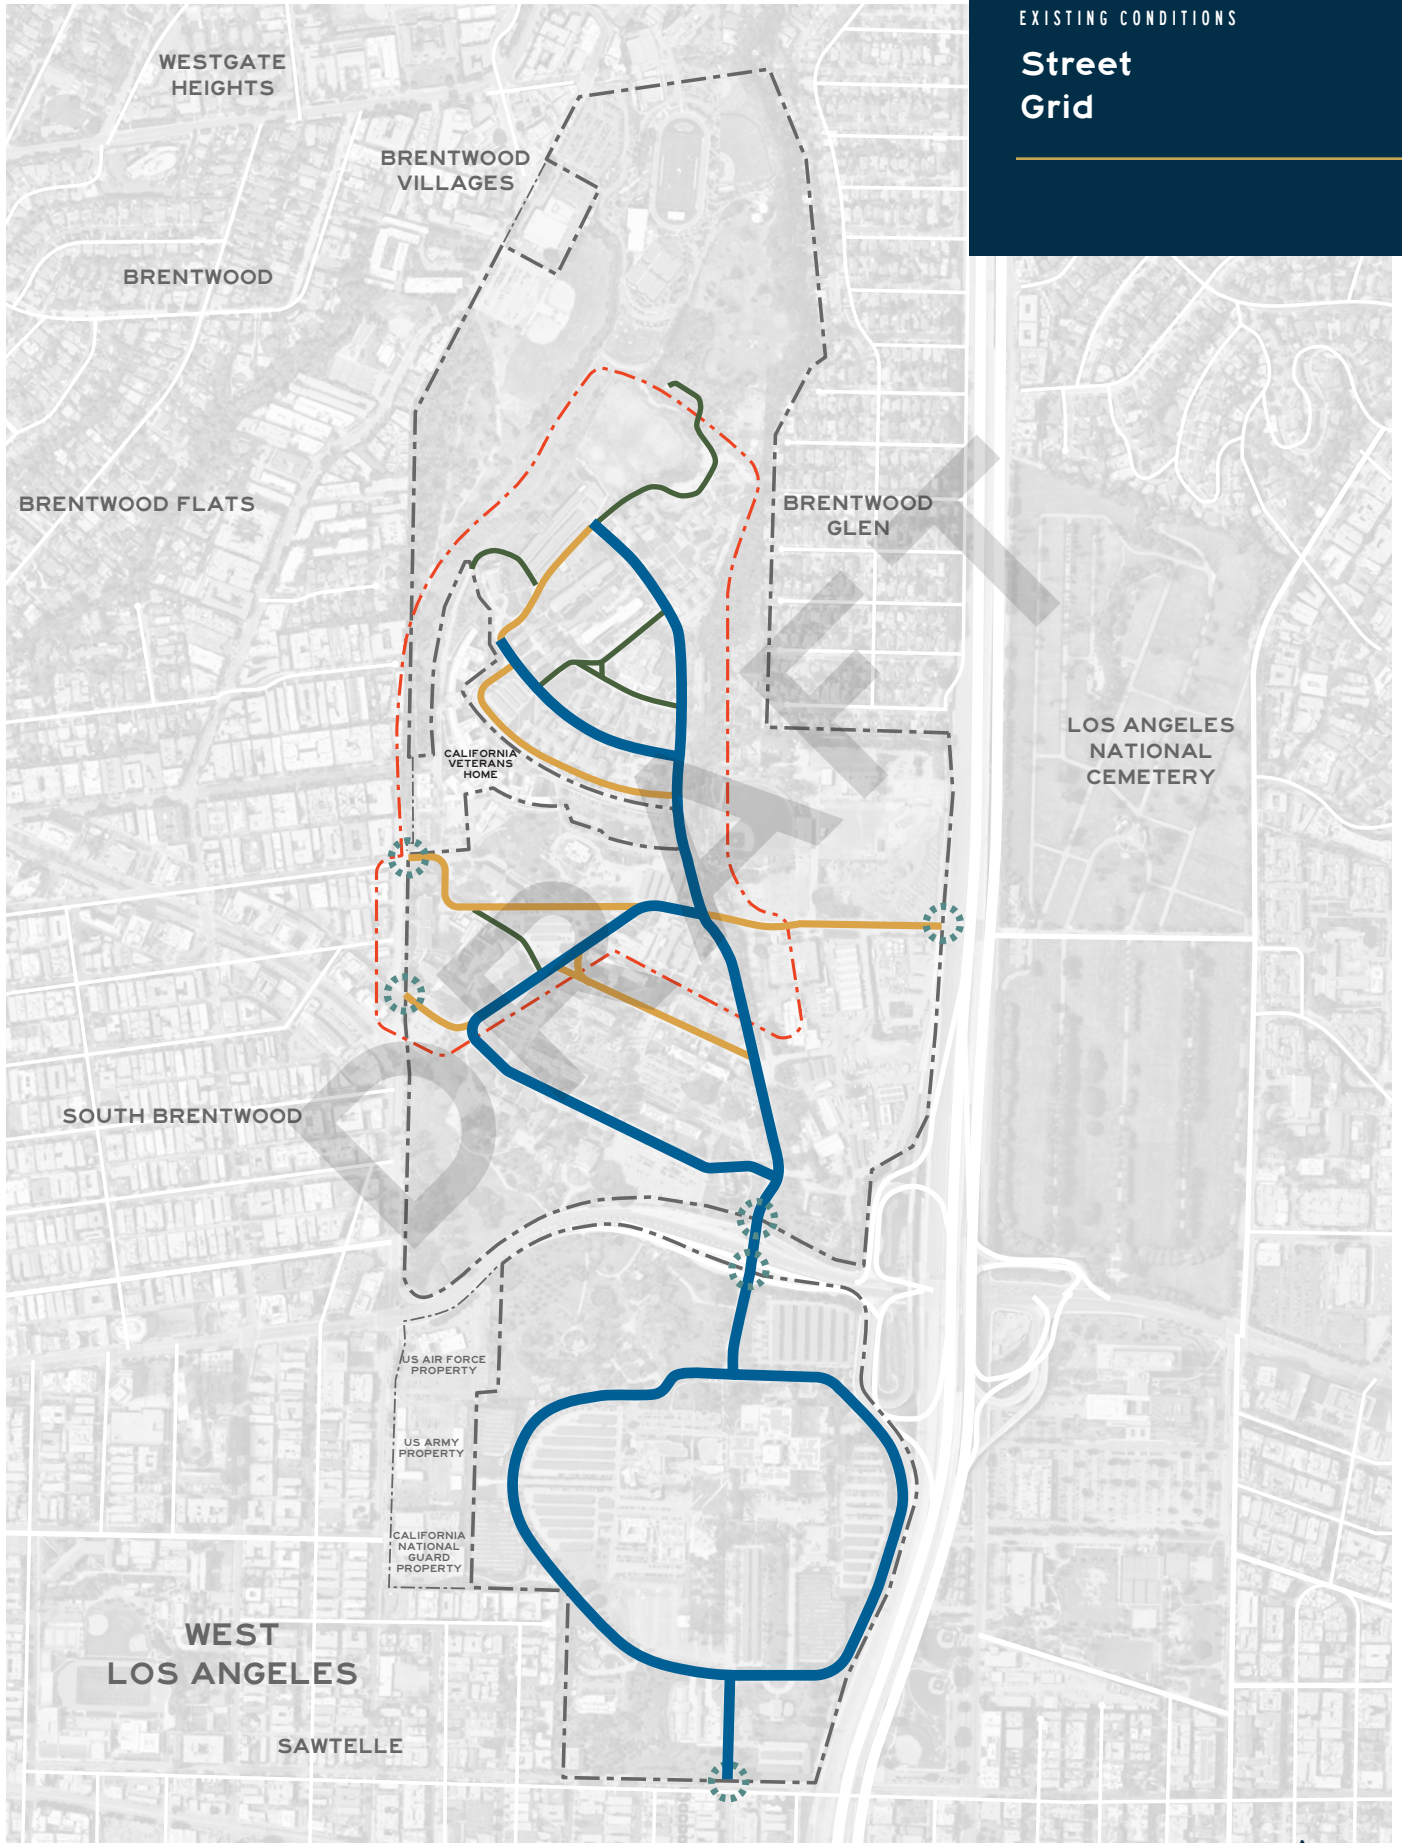 EXISTING CONDITIONS
Street
Grid
WESTGATE
HEIGHTS
BRENTWOOD
VILLAGES
BRENTWOOD
BRENTWOOD FLATS
BRENTWOOD
GLEN
LOS ANGELES
NATIONAL
CEMETERY
CALIFORNIA
VETERANS
HOME
DRAFT
SOUTH BRENTWOOD
US AIR FORCE
PROPERTY
US ARMY
PROPERTY
CALIFORNIA
NATIONAL
GUARD
PROPERTY
WEST
LOS ANGELES
SAWTELLE